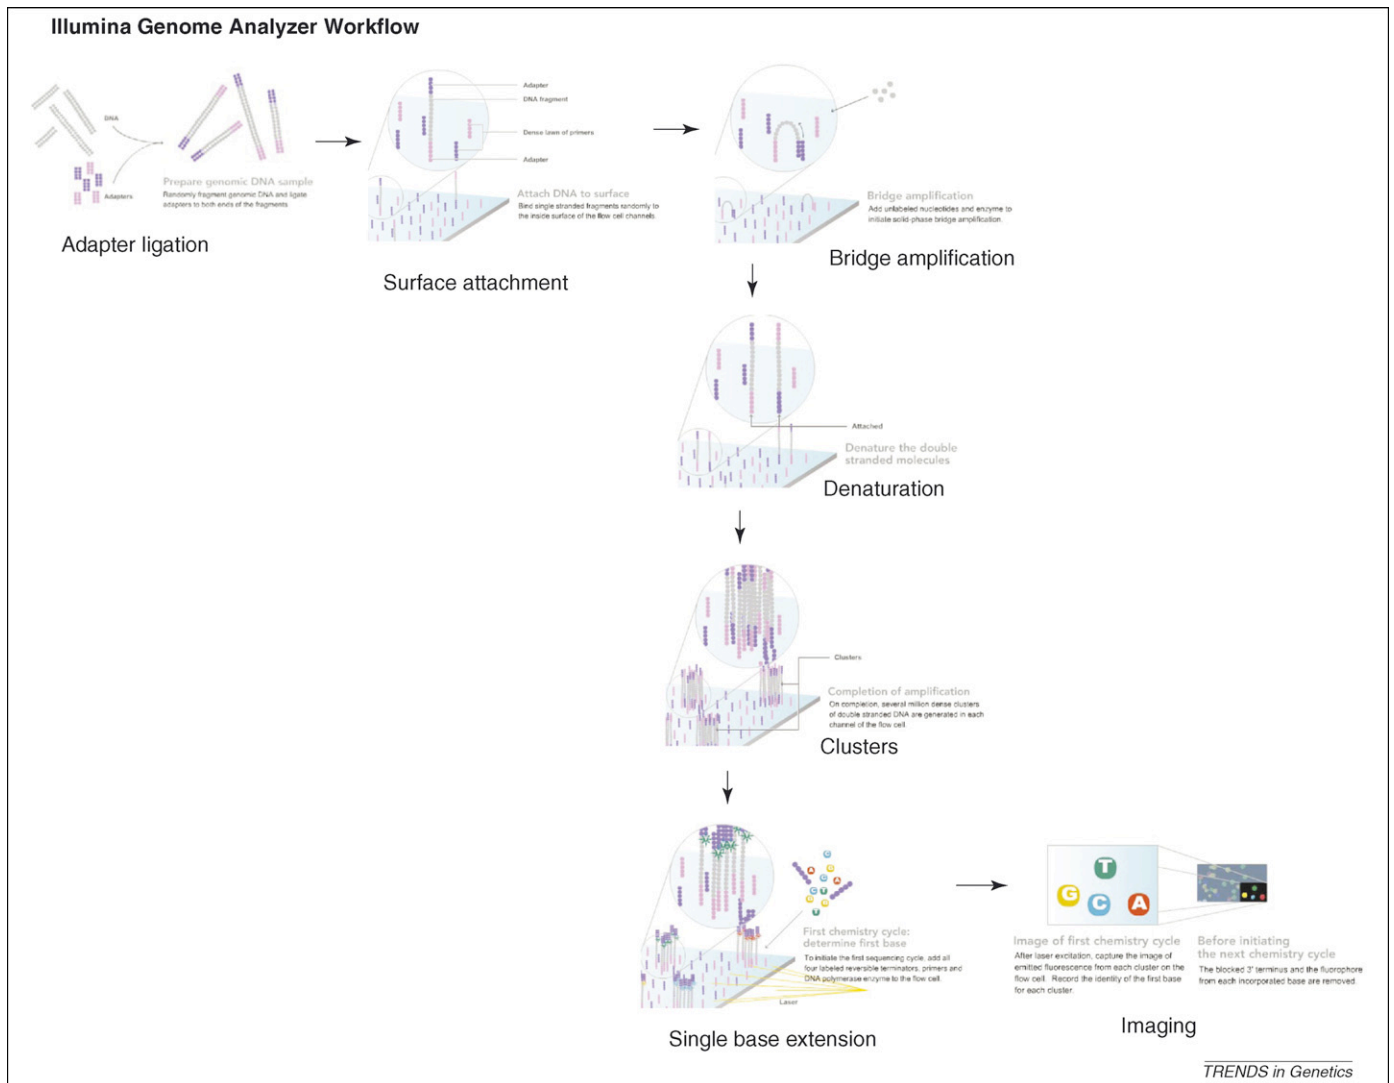 Illumina Genome Analyzer Workflow
DNA
Adapters
Prepare genomic DNA sample
Randomly fragment genomic DNA and ligate
adapters to both ends of the fragments.
Adapter ligation
Adapter
DNA fragment
Dense lawn of primers
Adapter
Attach DNA to surface
Bind single stranded fragments randomly to
the inside surface of the flow cell channels.
Surface attachment
Bridge amplification
Add unlabeled nucleotides and enzyme to
initiate solid-phase bridge amplification.
Bridge amplification
Attached
Denature the double
stranded molecules
Denaturation
Clusters
Completion of amplification
On completion, several million dense clusters
of double stranded DNA are generated in each
channel of the flow cell.
Clusters
C
G
A
C
A
C
T
G
G
T
First chemistry cycle:
determine first base
To initiate the first sequencing cycle, add all
four labeled reversible terminators, primers and
DNA polymerase enzyme to the flow cell.
Laser
Single base extension
T
G
C
A
Image of first chemistry cycle
After laser excitation, capture the image of
emitted fluorescence from each cluster on the
flow cell. Record the identity of the first base
for each cluster.
Before initiating
the next chemistry cycle
The blocked 3' terminus and the fluorophore
from each incorporated base are removed
Imaging
TRENDS in Genetics